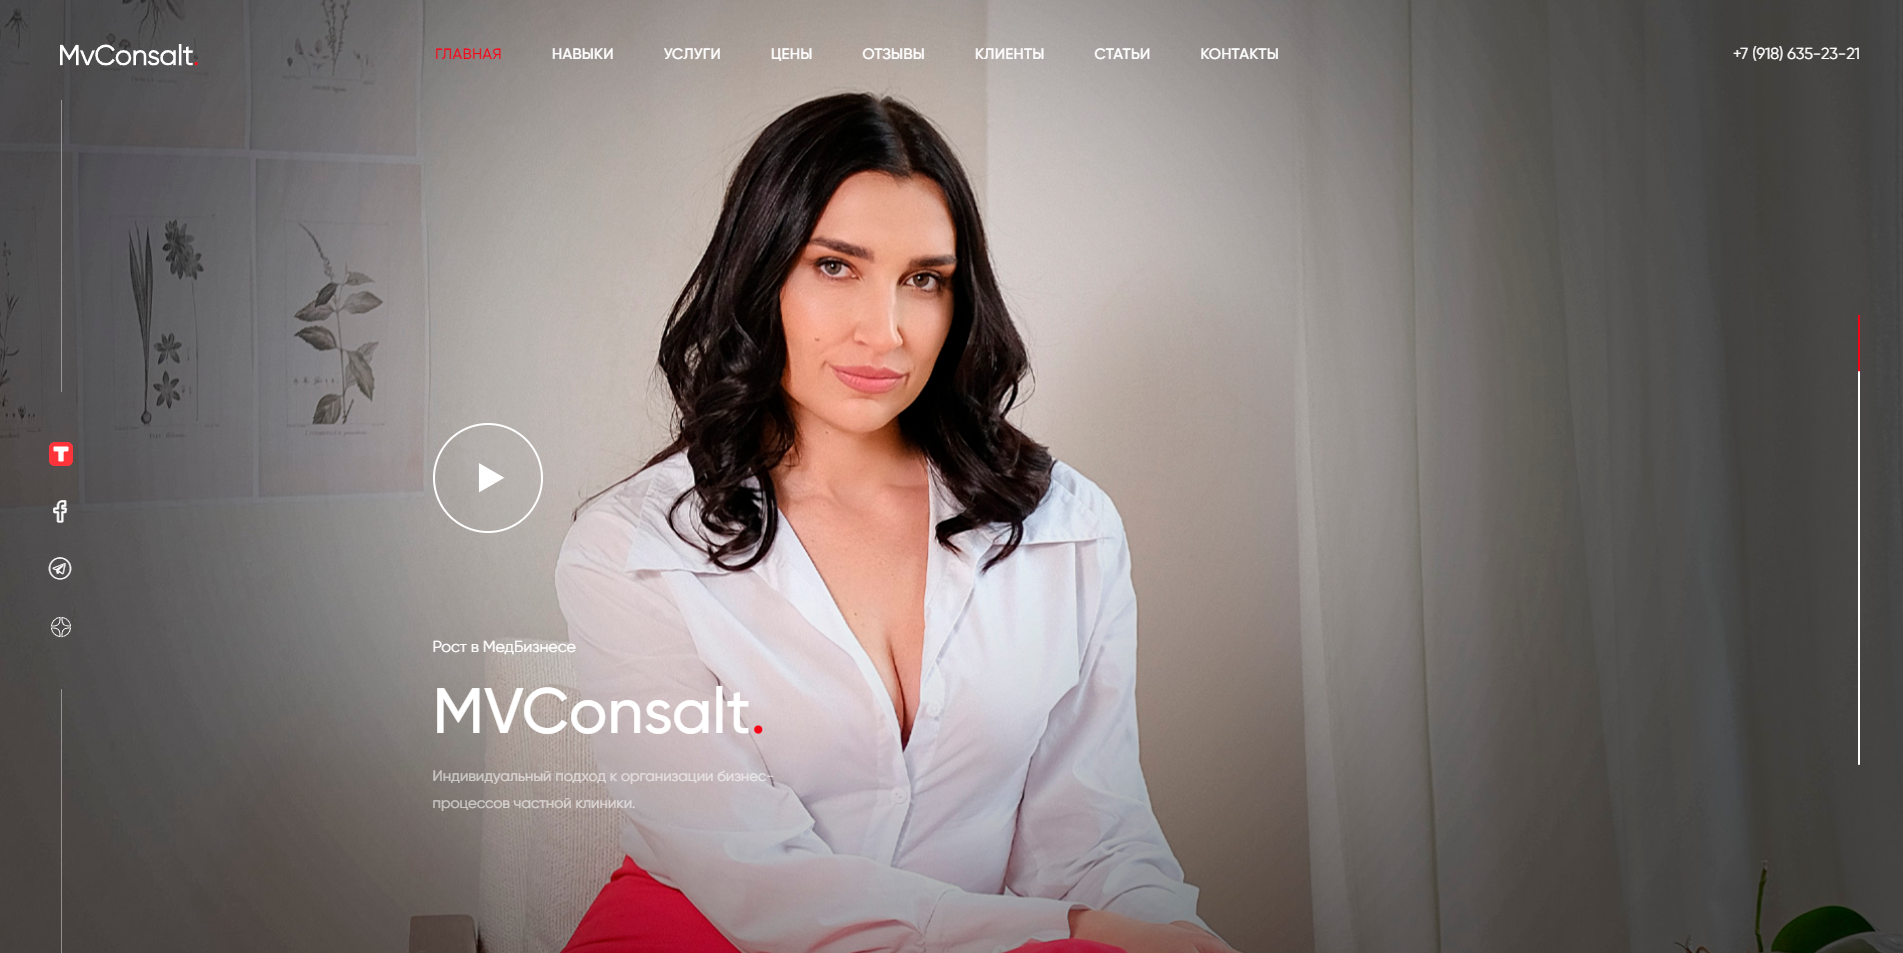 MvConsalt.
ГЛАВНАЯ НАВЫКИ УСЛУГИ ЦЕНЫ ОТЗЫВЫ КЛИЕНТЫ СТАТЬИ КОНТАКТЫ
+7 (918) 635-23-21
T
Рост в МедБизнесе
MVConsalt.
Индивидуальный подход к организации бизнес-
процессов частной клиники.